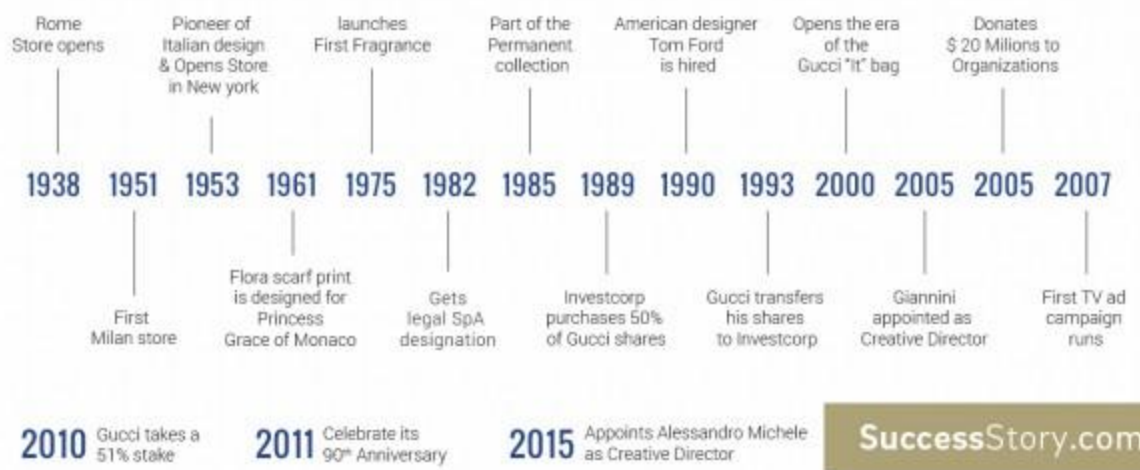 Rome
Store opens
Pioneer of
Italian design
& Opens Store
in New york
launches
First Fragrance
Part of the
Permanent
collection
American designer
Tom Ford
is hired
Opens the era
of the
Gucci "It" bag
Donates
$ 20 Milions to
Organizations
1938 1951 1953 1961 1975 1982 1985 1989 1990 1993 2000 2005 2005 2007
First
Milan store
Flora scarf print
is designed for
Princess
Grace of Monaco
Gets
legal SpA
designation
Investcorp
purchases 50%
of Gucci shares
Gucci transfers
his shares
to Investcorp
Giannini
appointed as
Creative Director
First TV ad
campaign
runs
2010 Gucci takes a
51% stake
2011 Celebrate its
90th Anniversary
2015 Appoints Alessandro Michele
as Creative Director
SuccessStory.com